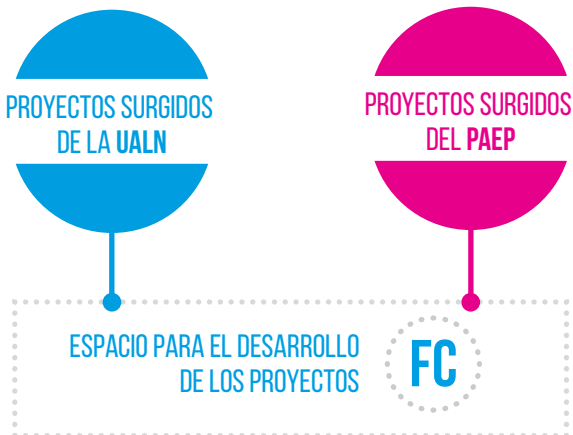 PROYECTOS SURGIDOS
DE LA UALN
PROYECTOS SURGIDOS
DEL PAEP
ESPACIO PARA EL DESARROLLO
DE LOS PROYECTOS
FC